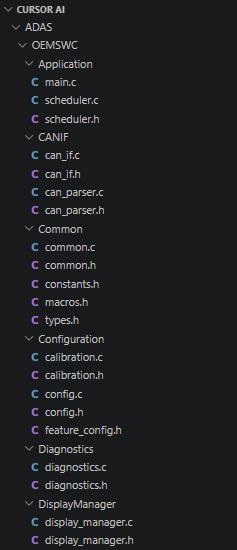 CURSOR AI
ADAS
OEMSWC
Application
C main.c
C scheduler.c
C scheduler.h
CANIF
C can_if.c
C can_if.h
C can_parser.c
C can_parser.h
Common
C common.c
C common.h
C constants.h
C macros.h
C types.h
Configuration
C calibration.c
C calibration.h
C config.c
C config.h
C feature_config.h
Diagnostics
C diagnostics.c
C diagnostics.h
DisplayManager
C display_manager.c
C display_manager.h